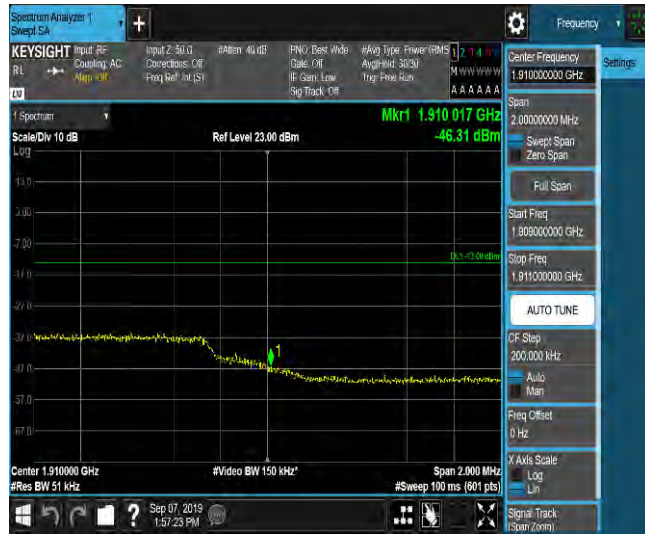 Spectrum Analyzer 1
Swept SA
+
Frequency
KEYSIGHT
Input: RF
Coupling: AC
Align: Off
Input Z: 50 Ω
Corrections: Off
Freq Ref: Int (S)
#Atten: 40 dB
PNO: Best Wide
Gate: Off
IF Gain: Low
Sig Track: Off
#Avg Type: Power (RMS
Avg|Hold: 30/30
Trig: Free Run
M W W W W W
A A A A A A
RL
LXI
1 Spectrum
Scale/Div 10 dB
Log
Ref Level 23.00 dBm
Mkr1 1.910 017 GHz
-46.31 dBm
13.0
3.00
-7.00
DL1 -13.00 dBm
-17.0
-27.0
-37.0
1
-47.0
-57.0
-67.0
Center 1.910000 GHz
#Res BW 51 kHz
#Video BW 150 kHz*
Span 2.000 MHz
#Sweep 100 ms (601 pts)
?
Sep 07, 2019
1:57:23 PM
Center Frequency
1.910000000 GHz
Settings
Span
2.00000000 MHz
Swept Span
Zero Span
Full Span
Start Freq
1.909000000 GHz
Stop Freq
1.911000000 GHz
AUTO TUNE
CF Step
200.000 kHz
Auto
Man
Freq Offset
0 Hz
X Axis Scale
Log
Lin
Signal Track
(Span Zoom)